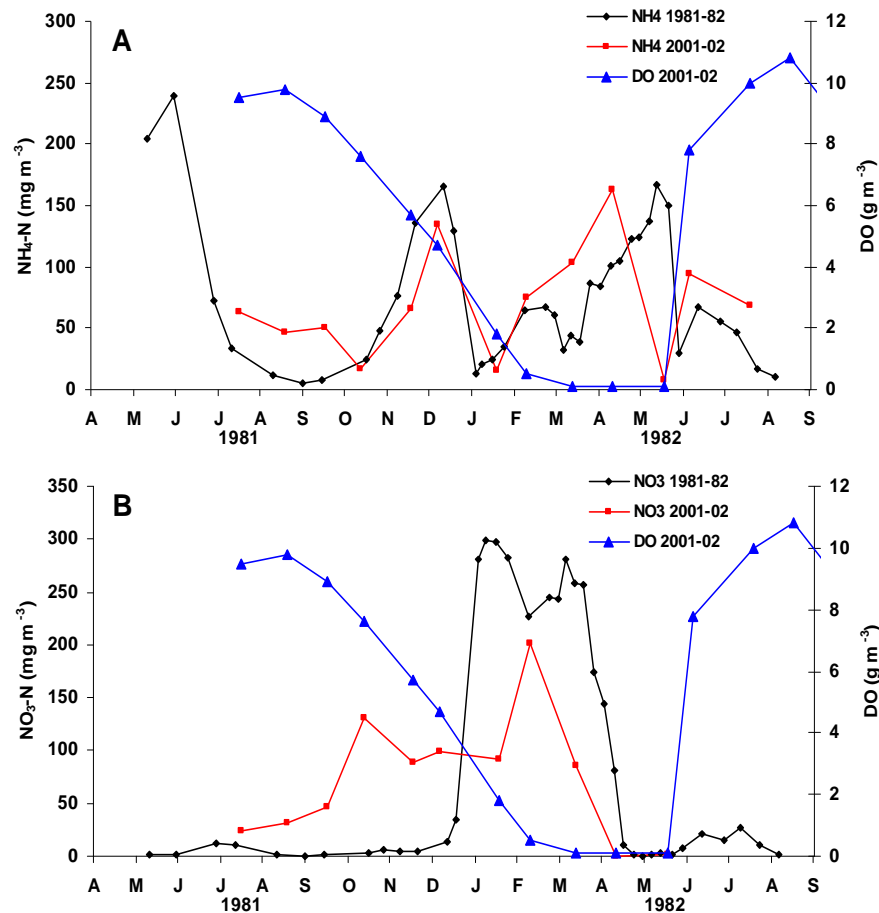 A
NH4 1981-82
NH4 2001-02
DO 2001-02
300
250
200
150
100
50
0
NH₄-N (mg m⁻³)
12
10
8
6
4
2
0
DO (g m⁻³)
A M J J A S O N D J F M A M J J A S
1981 1982
B
NO3 1981-82
NO3 2001-02
DO 2001-02
350
300
250
200
150
100
50
0
NO₃-N (mg m⁻³)
12
10
8
6
4
2
0
DO (g m⁻³)
A M J J A S O N D J F M A M J J A S
1981 1982